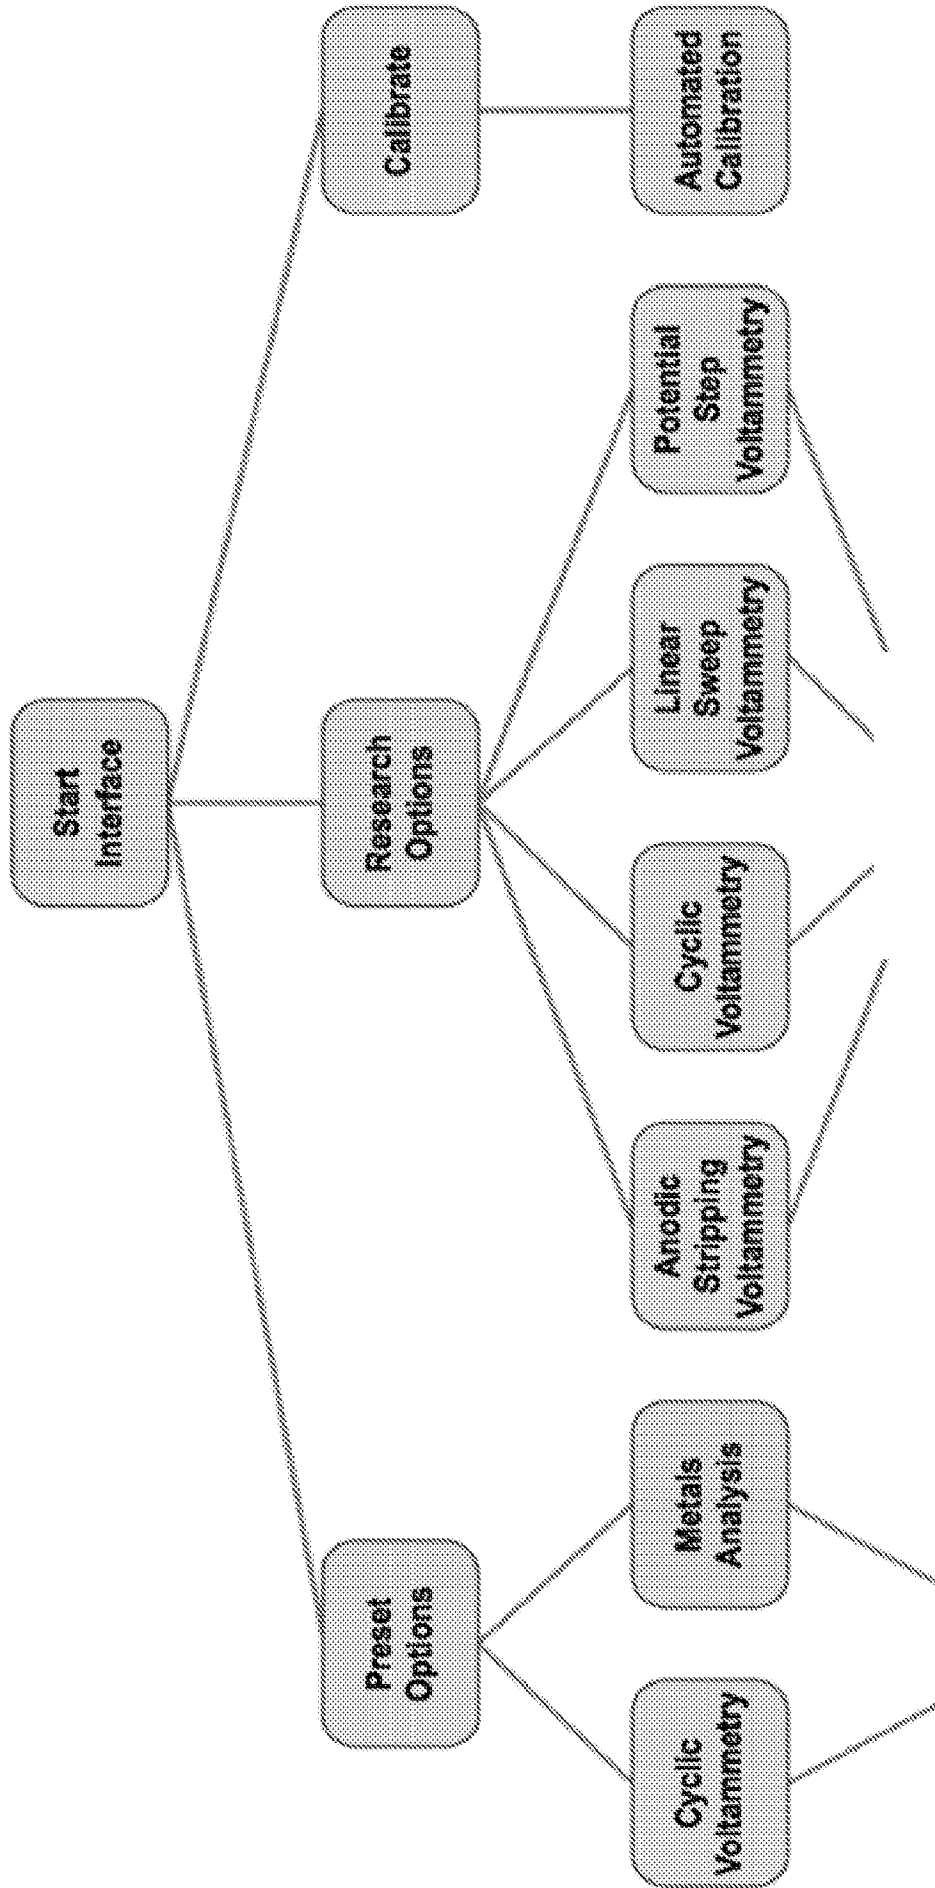 Start
Interface
Preset
Options
Research
Options
Calibrate
Cyclic
Voltammetry
Metals
Analysis
Anodic
Stripping
Voltammetry
Cyclic
Voltammetry
Linear
Sweep
Voltammetry
Potential
Step
Voltammetry
Automated
Calibration